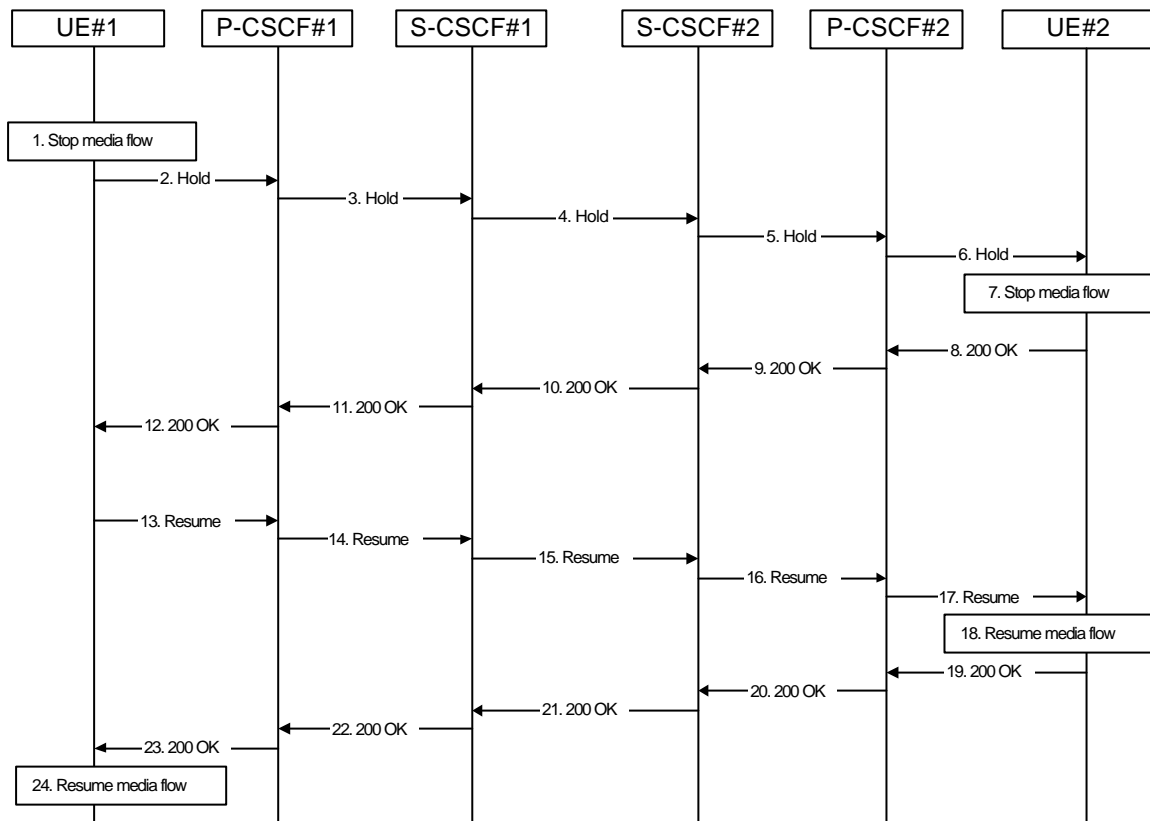 UE#1
P-CSCF#1
S-CSCF#1
S-CSCF#2
P-CSCF#2
UE#2
1. Stop media flow
2. Hold
3. Hold
4. Hold
5. Hold
6. Hold
7. Stop media flow
8. 200 OK
9. 200 OK
10. 200 OK
11. 200 OK
12. 200 OK
13. Resume
14. Resume
15. Resume
16. Resume
17. Resume
18. Resume media flow
19. 200 OK
20. 200 OK
21. 200 OK
22. 200 OK
23. 200 OK
24. Resume media flow